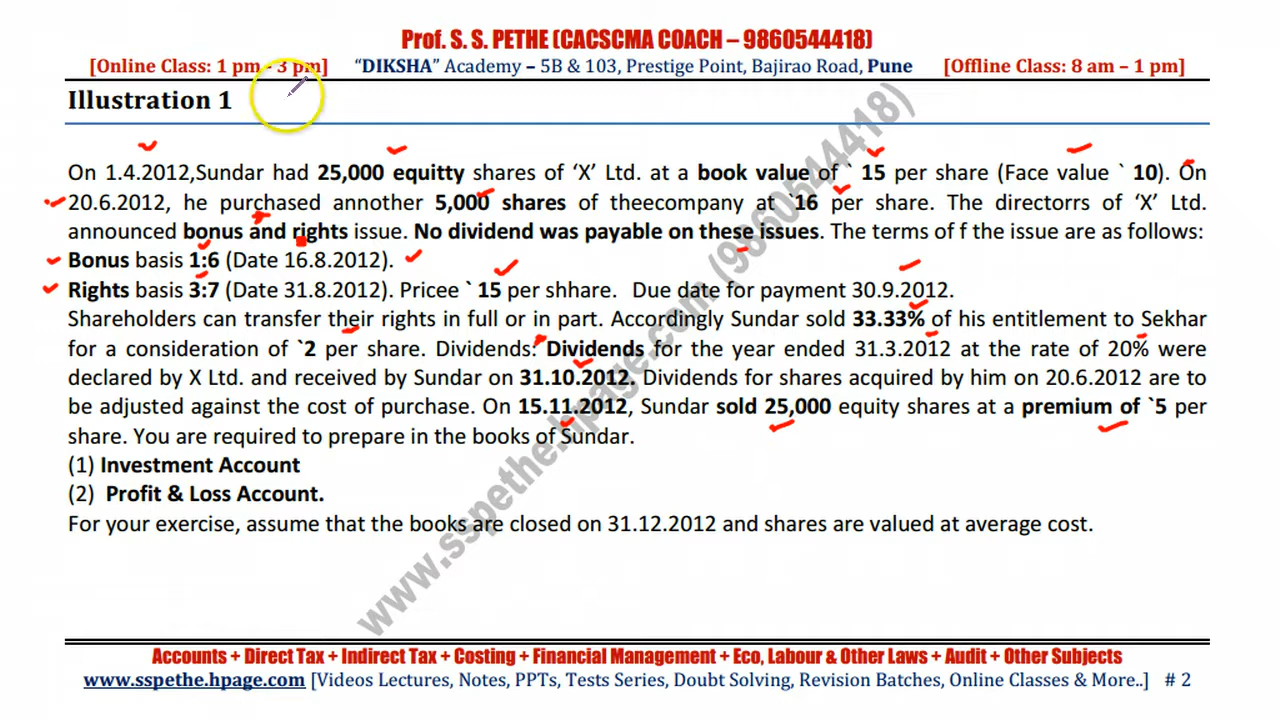 Prof. S. S. PETHE (CACSCMA COACH – 9860544418)
[Online Class: 1 pm - 3 pm] “DIKSHA” Academy – 5B & 103, Prestige Point, Bajirao Road, Pune [Offline Class: 8 am – 1 pm]
Illustration 1
On 1.4.2012,Sundar had 25,000 equitty shares of ‘X’ Ltd. at a book value of ` 15 per share (Face value ` 10). On
20.6.2012, he purchased annother 5,000 shares of theecompany at `16 per share. The directorrs of ‘X’ Ltd.
announced bonus and rights issue. No dividend was payable on these issues. The terms of f the issue are as follows:
Bonus basis 1:6 (Date 16.8.2012).
Rights basis 3:7 (Date 31.8.2012). Pricee ` 15 per shhare. Due date for payment 30.9.2012.
Shareholders can transfer their rights in full or in part. Accordingly Sundar sold 33.33% of his entitlement to Sekhar
for a consideration of `2 per share. Dividends: Dividends for the year ended 31.3.2012 at the rate of 20% were
declared by X Ltd. and received by Sundar on 31.10.2012. Dividends for shares acquired by him on 20.6.2012 are to
be adjusted against the cost of purchase. On 15.11.2012, Sundar sold 25,000 equity shares at a premium of `5 per
share. You are required to prepare in the books of Sundar.
(1) Investment Account
(2) Profit & Loss Account.
For your exercise, assume that the books are closed on 31.12.2012 and shares are valued at average cost.
www.sspethe.hpage.com (9860544418)
Accounts + Direct Tax + Indirect Tax + Costing + Financial Management + Eco, Labour & Other Laws + Audit + Other Subjects
www.sspethe.hpage.com [Videos Lectures, Notes, PPTs, Tests Series, Doubt Solving, Revision Batches, Online Classes & More..] # 2